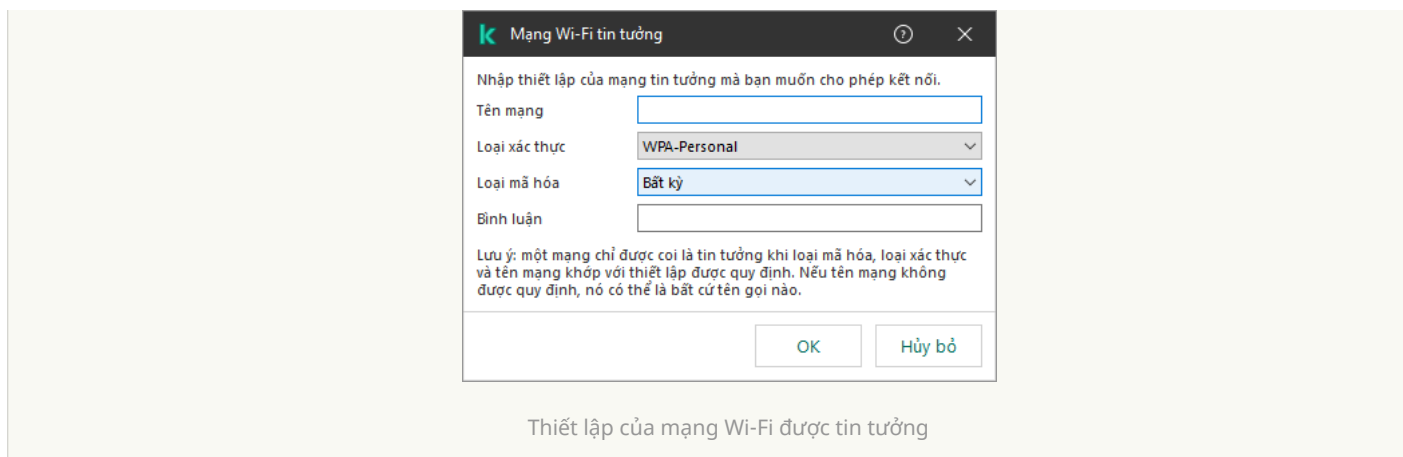 Mạng Wi-Fi tin tưởng
Nhập thiết lập của mạng tin tưởng mà bạn muốn cho phép kết nối.
Tên mạng
Loại xác thực WPA-Personal
Loại mã hóa Bất kỳ
Bình luận
Lưu ý: một mạng chỉ được coi là tin tưởng khi loại mã hóa, loại xác thực
và tên mạng khớp với thiết lập được quy định. Nếu tên mạng không
được quy định, nó có thể là bất cứ tên gọi nào.
OK Hủy bỏ
Thiết lập của mạng Wi-Fi được tin tưởng